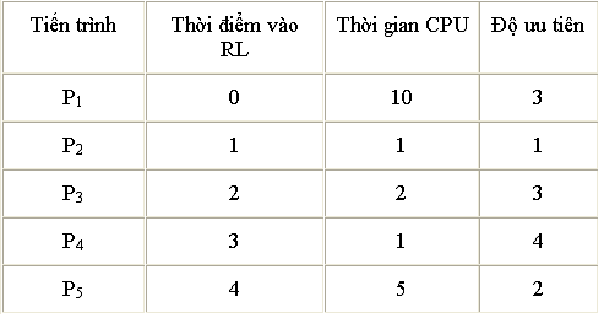 Tiến trình Thời điểm vào RL Thời gian CPU Độ ưu tiên
P1 0 10 3
P2 1 1 1
P3 2 2 3
P4 3 1 4
P5 4 5 2